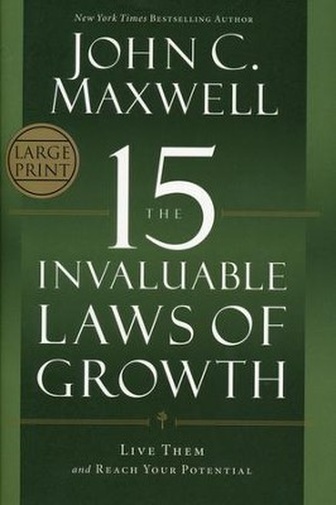 New York Times BESTSELLING AUTHOR
JOHN C.
MAXWELL
LARGE
PRINT
THE
15
INVALUABLE
LAWS OF
GROWTH
LIVE THEM
and REACH YOUR POTENTIAL